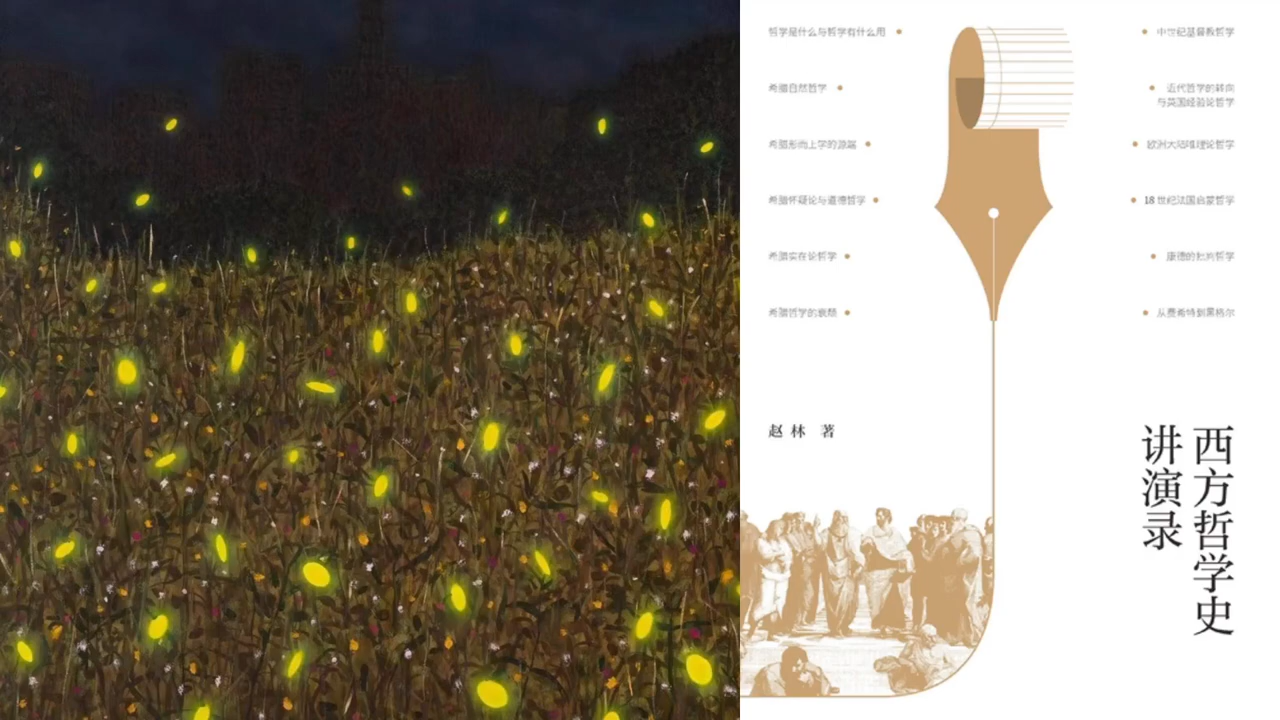 哲学是什么与哲学有什么用
希腊自然哲学
希腊形而上学的源端
希腊怀疑论与道德哲学
希腊实在论哲学
希腊哲学的衰颓
中世纪基督教哲学
近代哲学的转向
与英国经验论哲学
欧洲大陆唯理论哲学
18世纪法国启蒙哲学
康德的批判哲学
从费希特到黑格尔
赵林 著
西方哲学史
讲演录